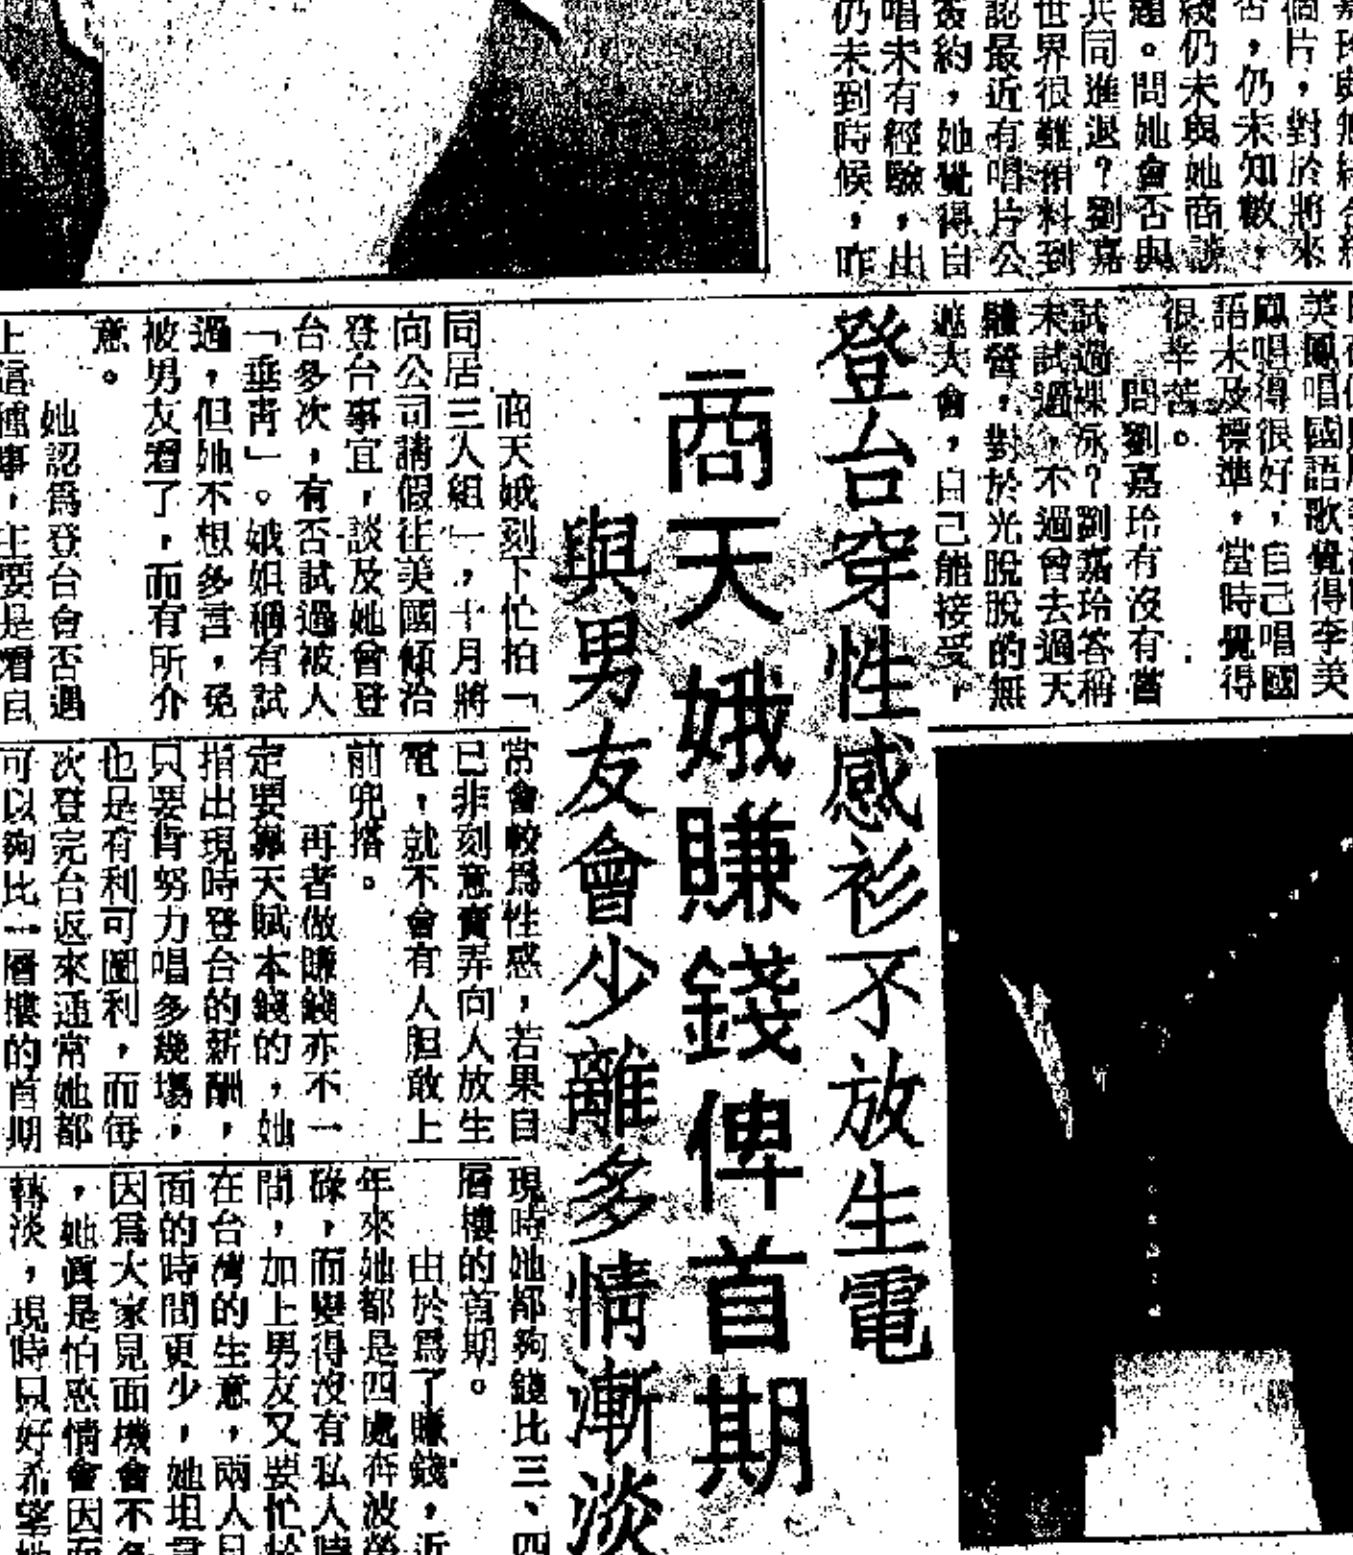 仍未到時候，昨
唱未有經驗，出
簽約，她覺得自
認最近有唱片公
世界很難預料到
共同進退？劉嘉
題。問她會否與
綫仍未與她商談
否，仍未知數，
個片，對於將來
英鳳唱國語歌覺得李美
鳳唱得很好，自己唱國
語未及標準，當時覺得
很辛苦。
問劉嘉玲有沒有嘗
試過裸泳？劉嘉玲答稱
未試過，不過曾去過天
體營，對於光脫脫的無
遮大會，自己能接受，
登台穿性感衫不放生電
商天娥賺錢俾首期
與男友會少離多情漸淡
商天娥刻下忙拍「
同居三人組」，十月將
向公司請假往美國傾洽
登台事宜，談及她會登
台多次，有否試過被人
「垂青」。娥姐稱有試
過，但她不想多言，免
被男友知了，而有所介
意。
她認爲登台會否遇
上這種事，主要是看自
常會較爲性感，若果自
已非刻意賣弄向人放生
電，就不會有人胆敢上
前兜搭。
再者做賺錢亦不一
定要靠天賦本錢的，她
指出現時登台的薪酬，
只要肯努力唱多幾場，
也是有利可圖利，而每
次登完台返來通常她都
可以夠比一層樓的首期
現時她都夠錢比三、四
層樓的首期。
由於爲了賺錢，近
年來她都是四處奔波勞
碌，而變得沒有私人時
間，加上男友又要忙於
在台灣的生意，兩人見
面的時間更少，她坦言
因爲大家見面機會不多
，她眞是怕感情會因而
轉淡，現時只好希望她